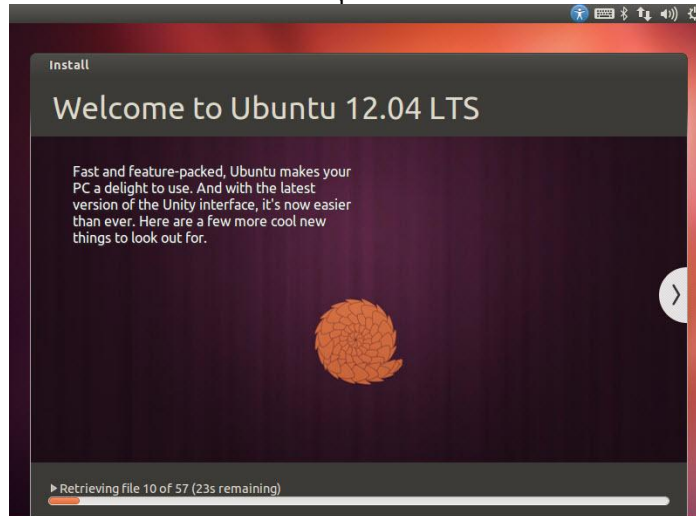 Install
Welcome to Ubuntu 12.04 LTS
Fast and feature-packed, Ubuntu makes your
PC a delight to use. And with the latest
version of the Unity interface, it's now easier
than ever. Here are a few more cool new
things to look out for.
Retrieving file 10 of 57 (23s remaining)